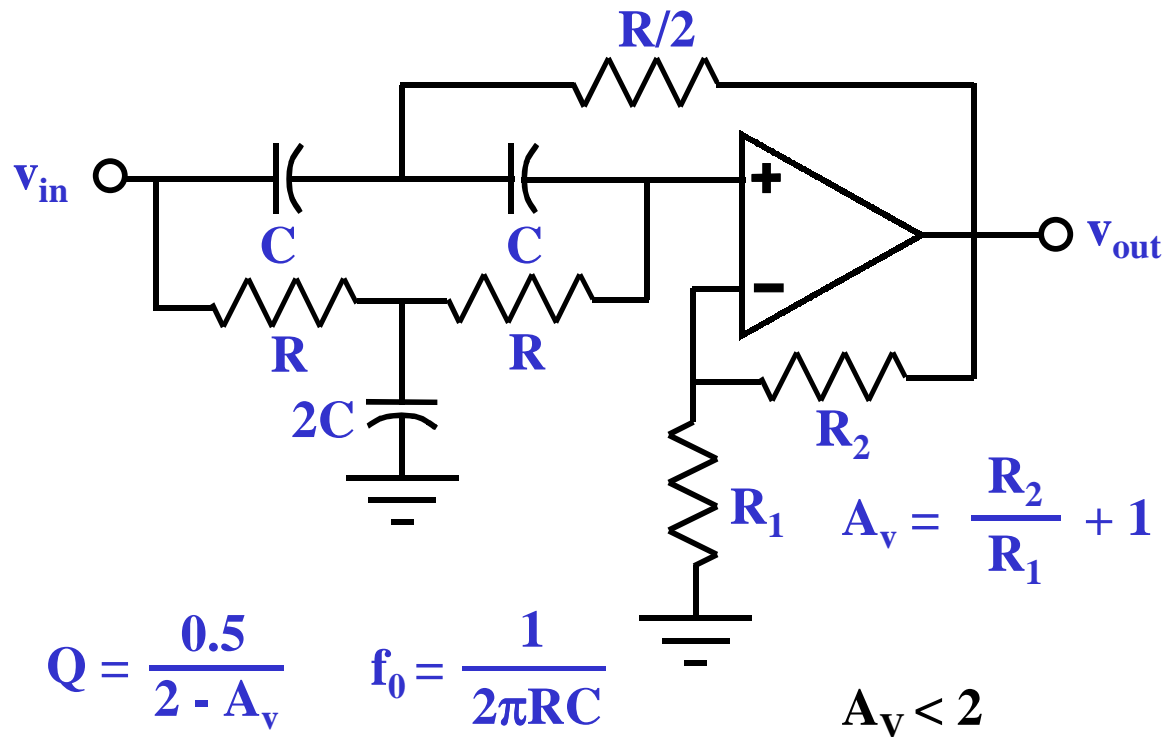 R/2
v_in
+
C
C
v_out
-
R
R
2C
R_2
R_1
A_v = R_2/R_1 + 1
Q = 0.5/(2 - A_v)
f_0 = 1/(2πRC)
A_V < 2